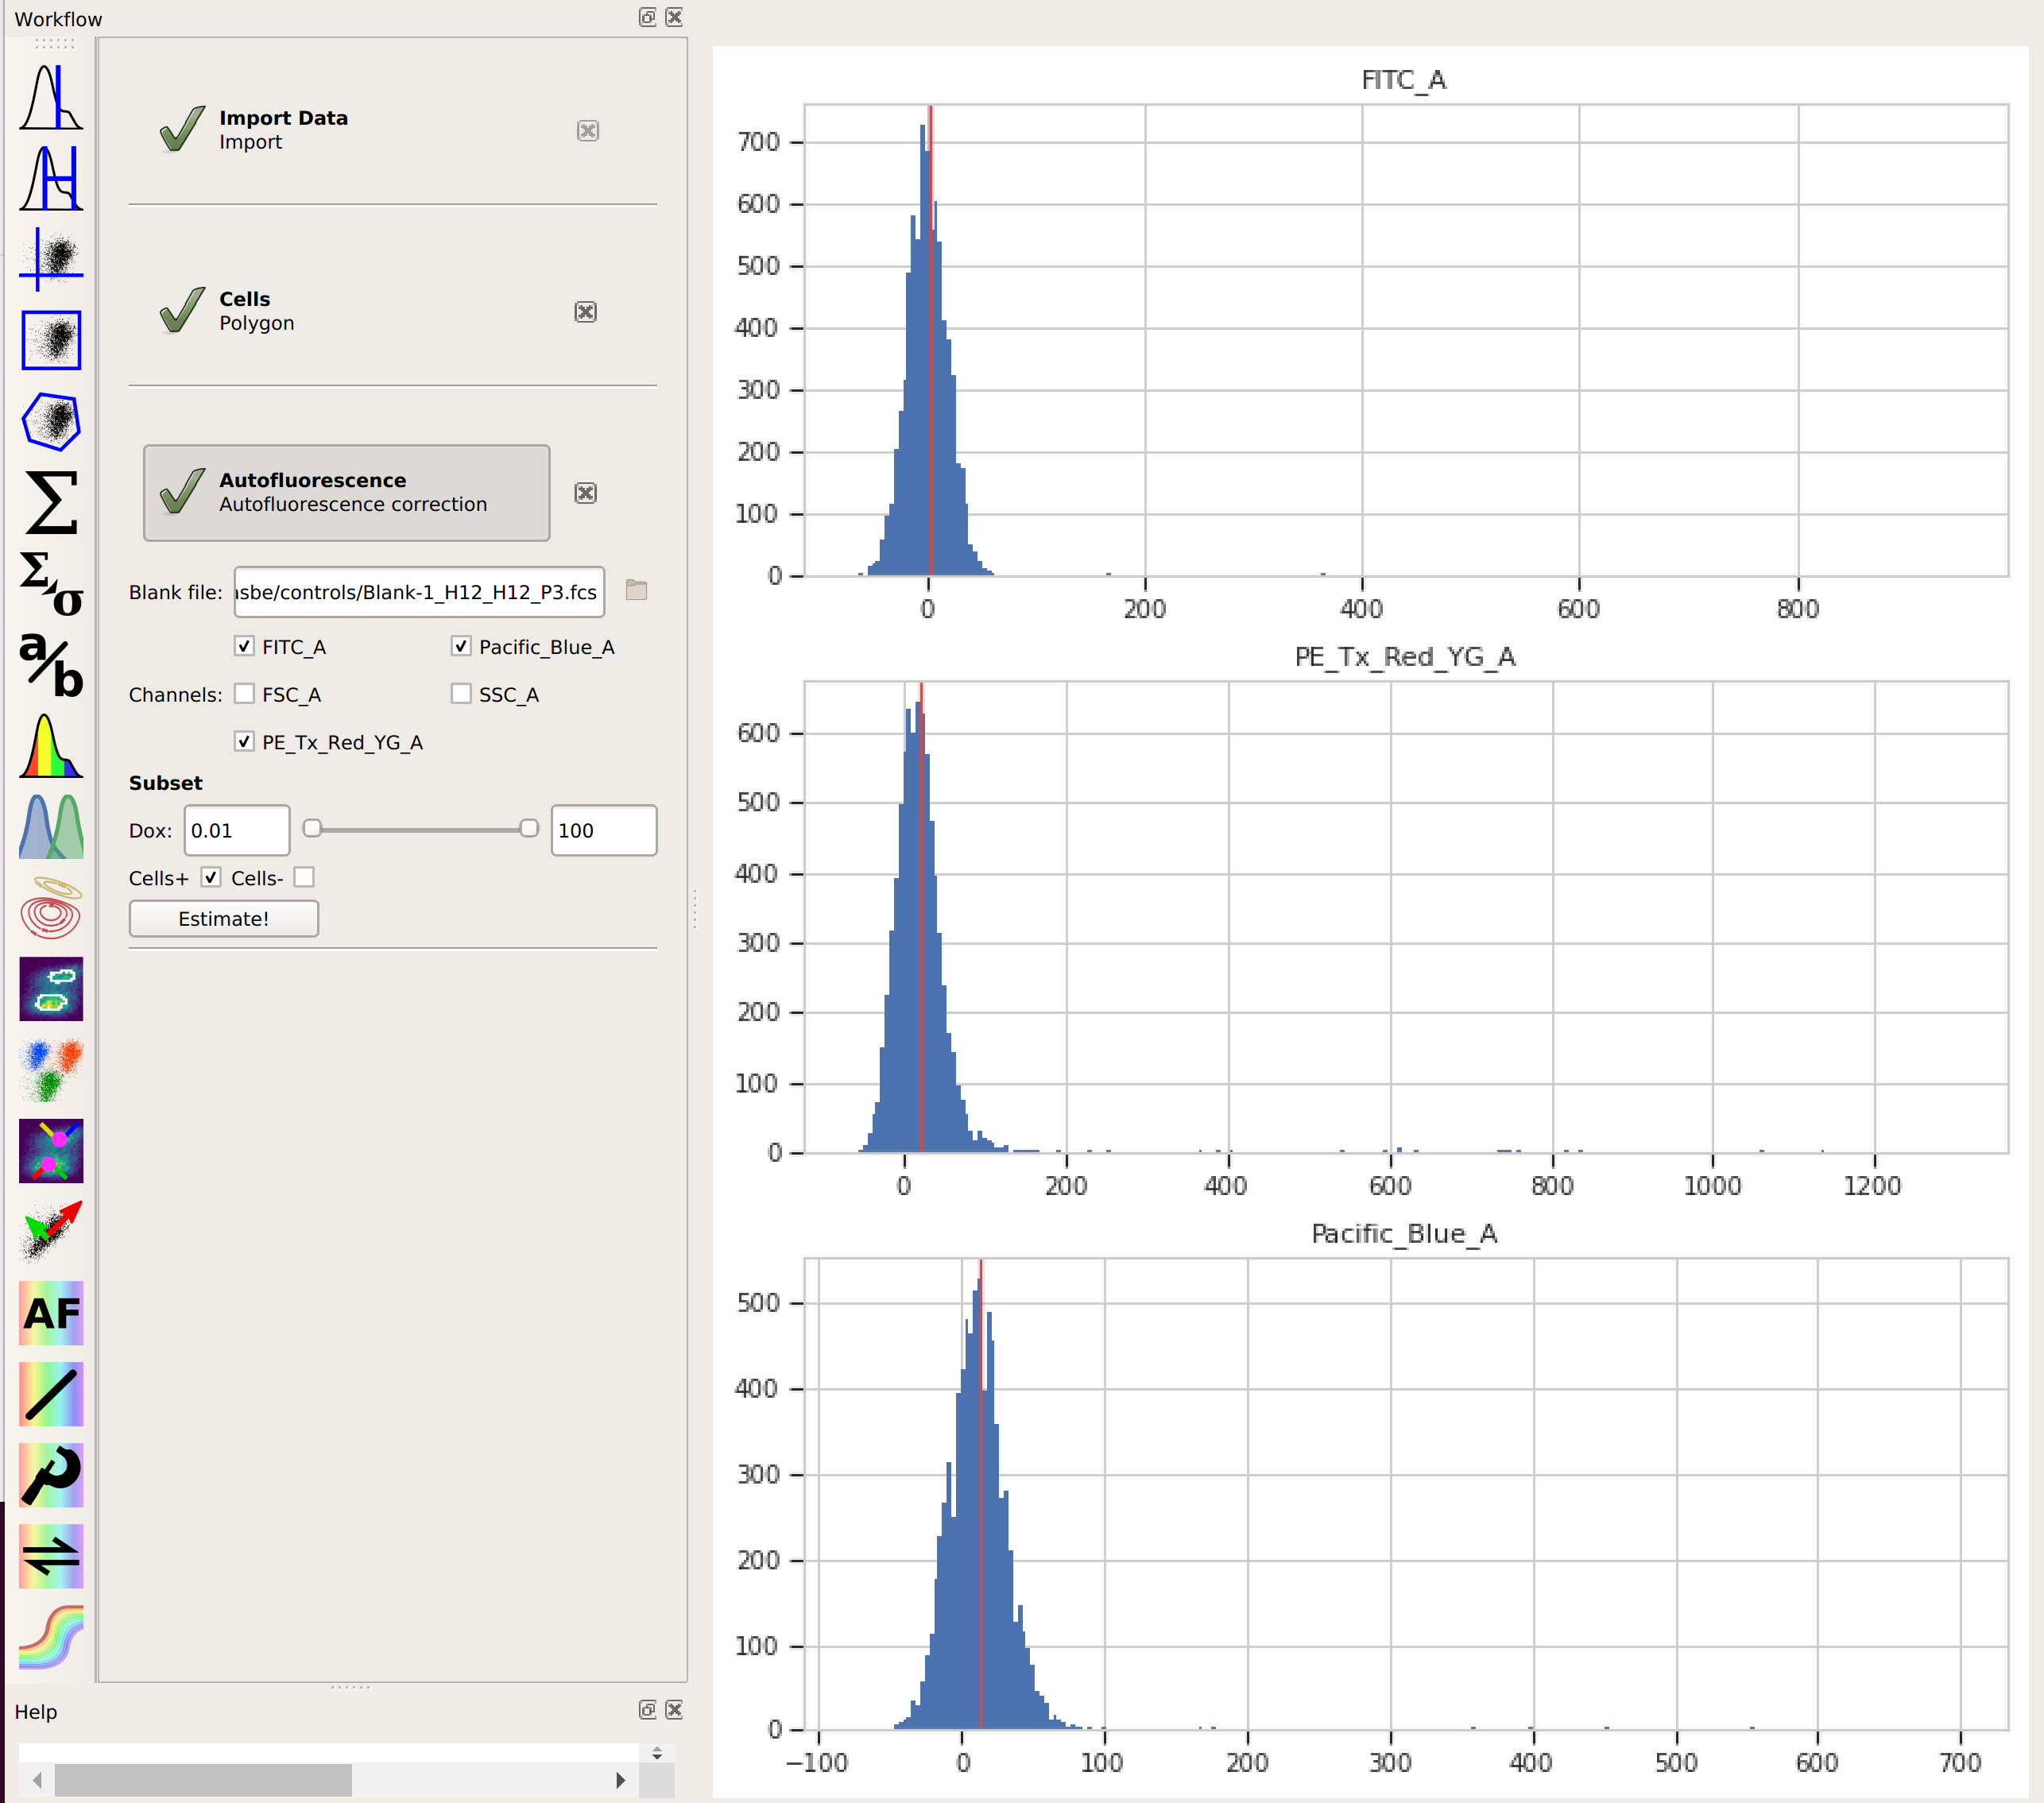 Workflow
Import Data
Import
Cells
Polygon
Autofluorescence
Autofluorescence correction
Blank file: asbe/controls/Blank-1_H12_H12_P3.fcs
FITC_A Pacific_Blue_A
Channels: FSC_A SSC_A
PE_Tx_Red_YG_A
Subset
Dox: 0.01 100
Cells+ Cells-
Estimate!
Help
Σ
Σ,σ
a/b
AF
FITC_A
700
600
500
400
300
200
100
0
0 200 400 600 800
PE_Tx_Red_YG_A
600
500
400
300
200
100
0
0 200 400 600 800 1000 1200
Pacific_Blue_A
500
400
300
200
100
0
−100 0 100 200 300 400 500 600 700